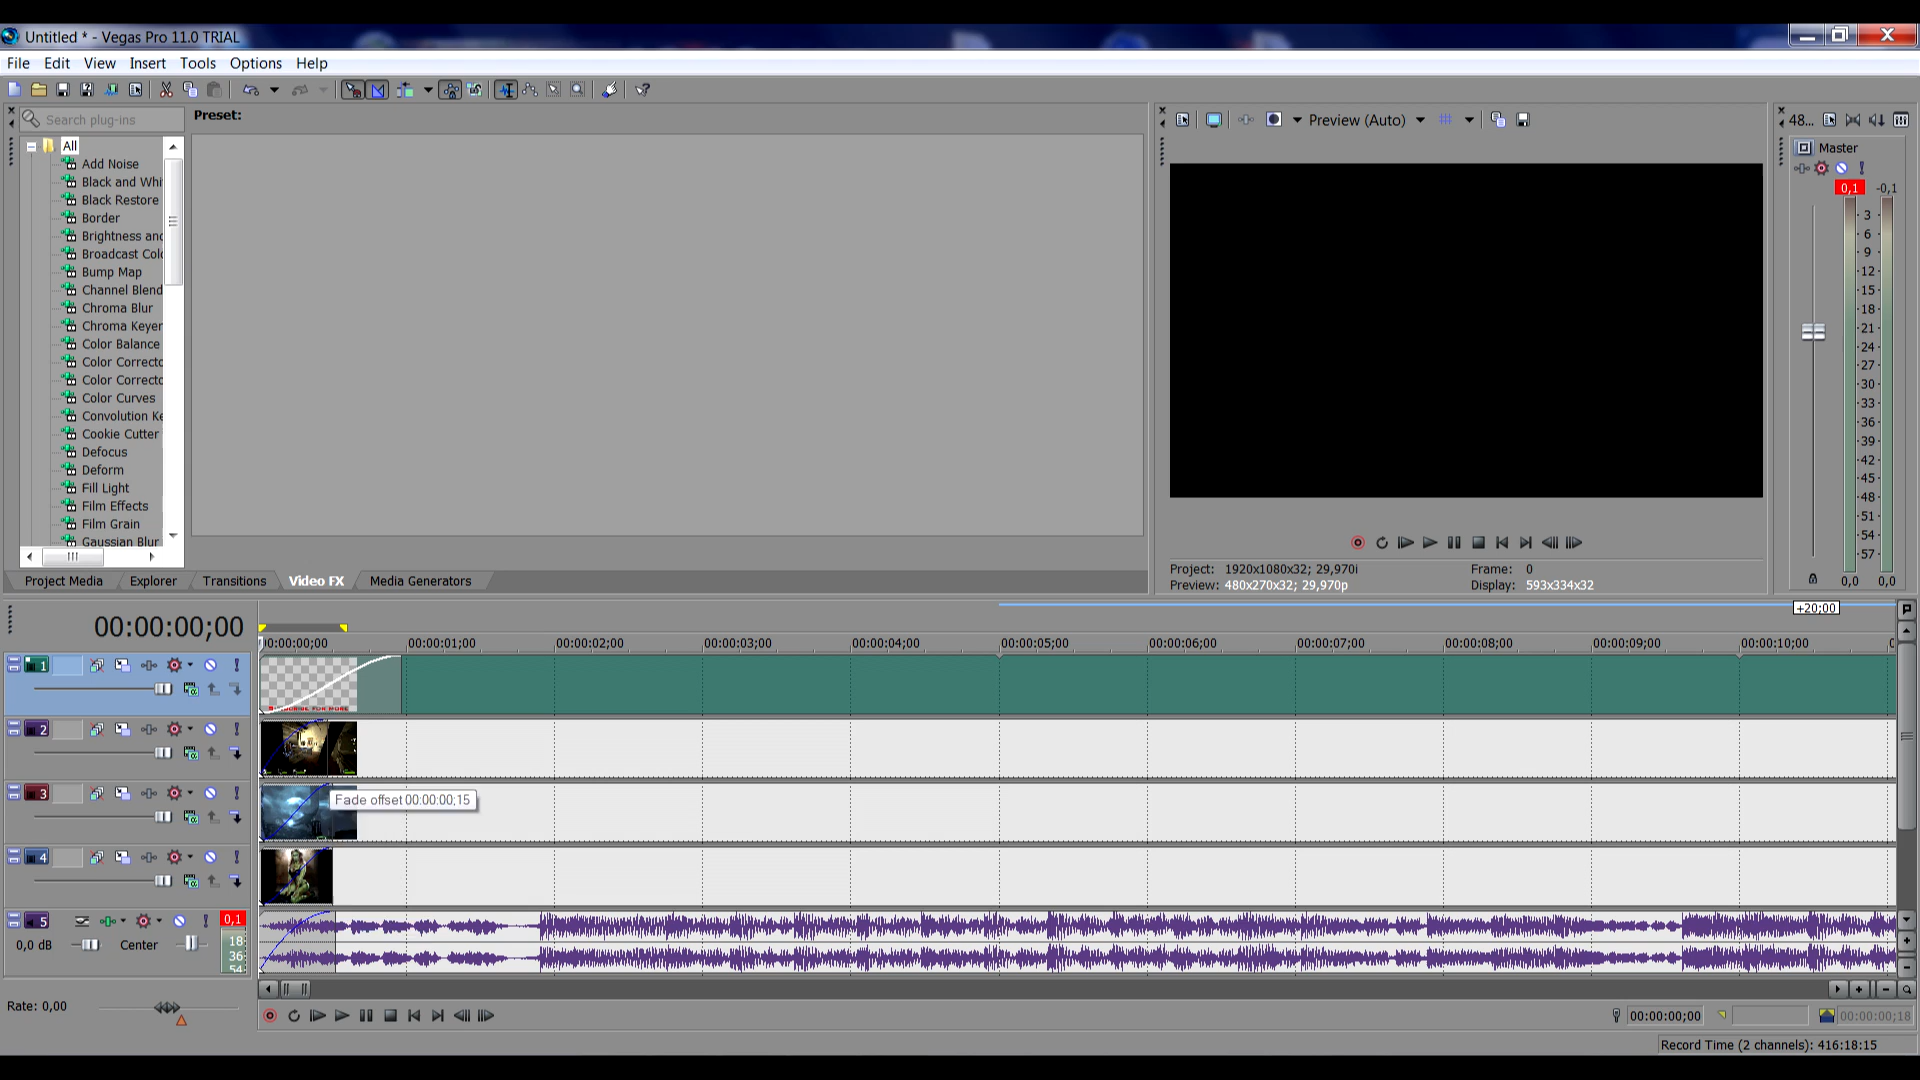 Untitled * - Vegas Pro 11.0 TRIAL
File Edit View Insert Tools Options Help
Search plug-ins
Preset:
Preview (Auto)
48...
All
Master
Add Noise
Black and Whi
Black Restore
Border
Brightness and
Broadcast Colo
Bump Map
Channel Blend
Chroma Blur
Chroma Keyer
Color Balance
Color Correcto
Color Correcto
Color Curves
Convolution Ke
Cookie Cutter
Defocus
Deform
Fill Light
Film Effects
Film Grain
Gaussian Blur
0,1 -0,1
3
6
9
12
15
18
21
24
27
30
33
36
39
42
45
48
51
54
57
0,0 0,0
Project Media Explorer Transitions Video FX Media Generators
Project: 1920x1080x32; 29,970i Frame: 0
Preview: 480x270x32; 29,970p Display: 593x334x32
+20;00
00:00:00;00
00:00:00;00 00:00:01;00 00:00:02;00 00:00:03;00 00:00:04;00 00:00:05;00 00:00:06;00 00:00:07;00 00:00:08;00 00:00:09;00 00:00:10;00
1
2
3
Fade offset 00:00:00;15
4
5 0,1
0,0 dB Center 18
36
54
Rate: 0,00
00:00:00;00 00:00:00;18
Record Time (2 channels): 416:18:15